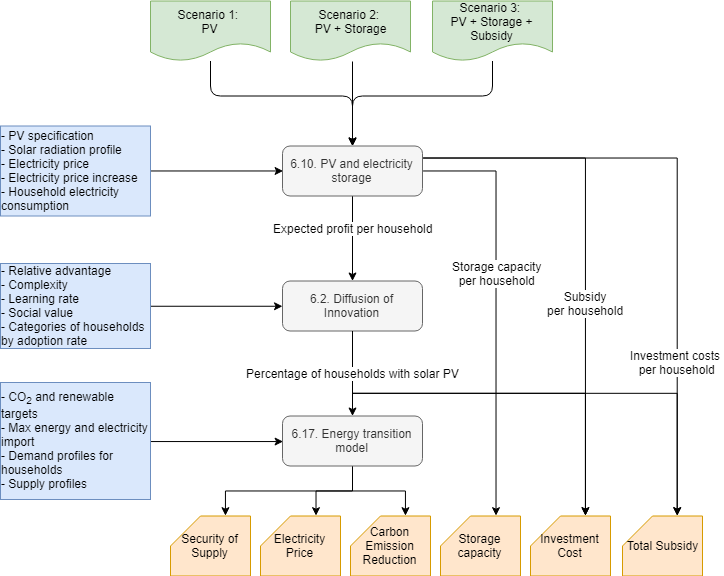 Scenario 1:
PV
Scenario 2:
PV + Storage
Scenario 3:
PV + Storage +
Subsidy
- PV specification
- Solar radiation profile
- Electricity price
- Electricity price increase
- Household electricity
consumption
6.10. PV and electricity
storage
Expected profit per household
Storage capacity
per household
Subsidy
per household
Investment costs
per household
- Relative advantage
- Complexity
- Learning rate
- Social value
- Categories of households
by adoption rate
6.2. Diffusion of
Innovation
Percentage of households with solar PV
- CO2 and renewable
targets
- Max energy and electricity
import
- Demand profiles for
households
- Supply profiles
6.17. Energy transition
model
Security of
Supply
Electricity
Price
Carbon
Emission
Reduction
Storage
capacity
Investment
Cost
Total Subsidy